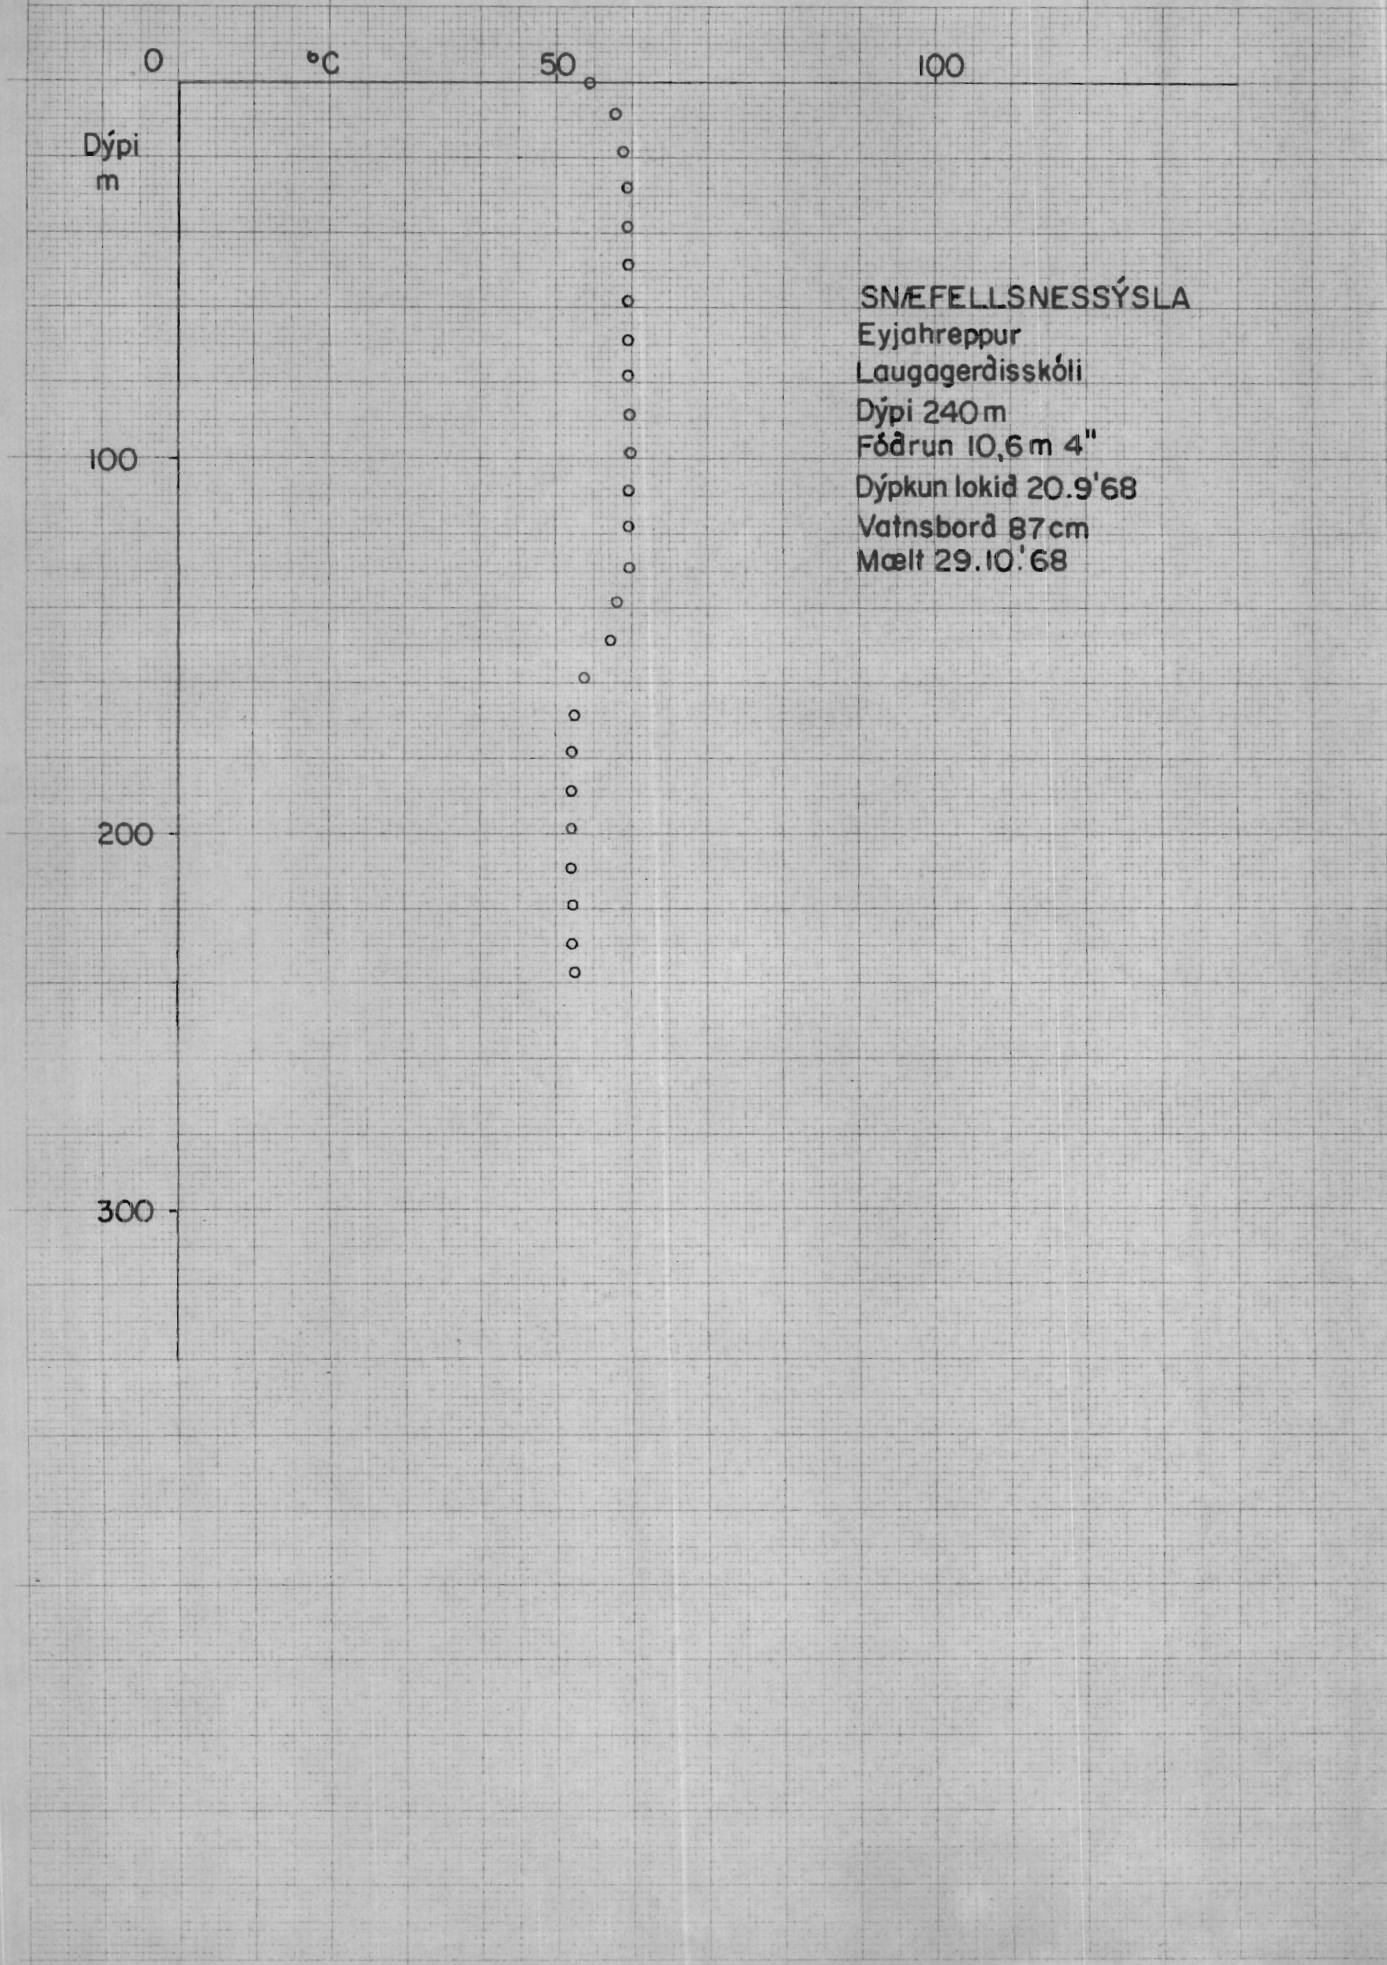 0 °C 50 100
Dýpi
m
SNÆFELLSNESSÝSLA
Eyjahreppur
Laugagerðisskóli
Dýpi 240 m
Fóðrun 10,6 m 4"
Dýpkun lokið 20.9'68
Vatnsborð 87 cm
Mælt 29.10.'68
100
200
300